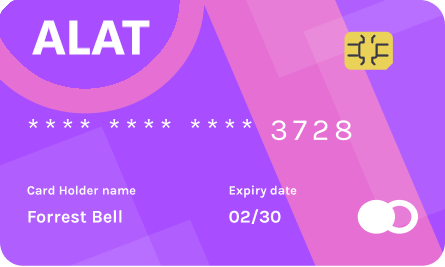 ALAT
**** **** **** 3728
Card Holder name Expiry date
Forrest Bell 02/30